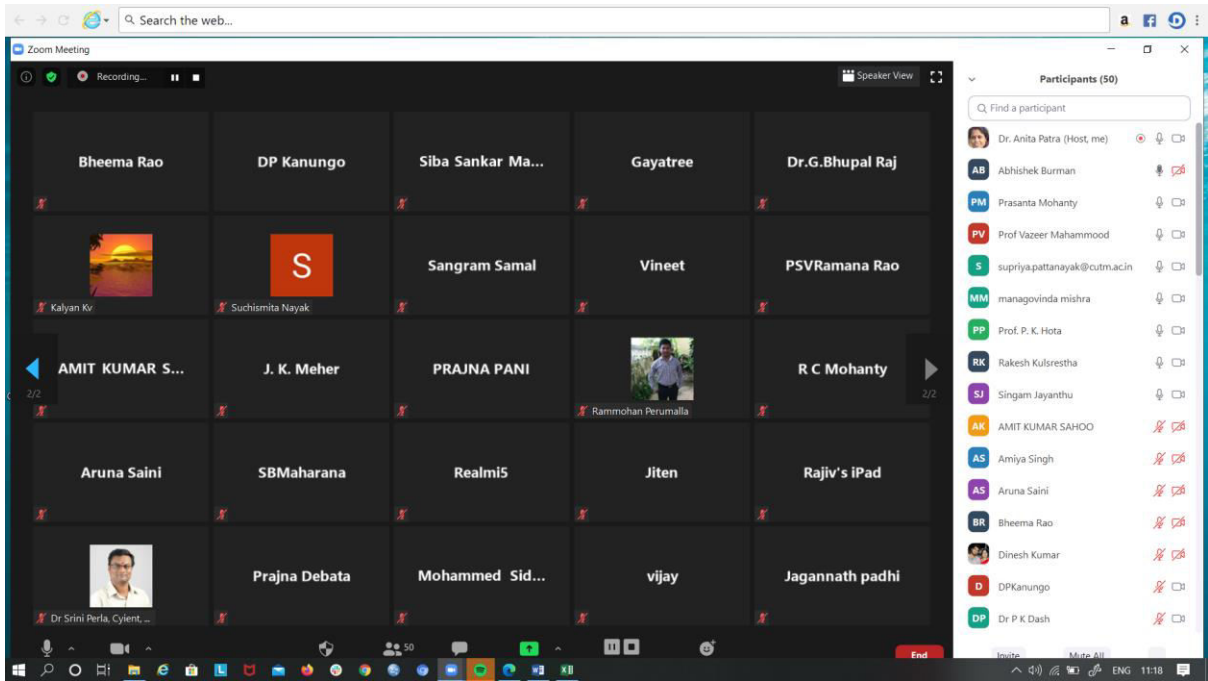 Search the web...
Zoom Meeting
Recording...
Speaker View
Participants (50)
Find a participant
Bheema Rao
DP Kanungo
Siba Sankar Ma...
Gayatree
Dr.G.Bhupal Raj
Kalyan Kv
S
Suchismita Nayak
Sangram Samal
Vineet
PSVRamana Rao
2/2
AMIT KUMAR S...
J. K. Meher
PRAJNA PANI
Rammohan Perumalla
R C Mohanty
2/2
Aruna Saini
SBMaharana
Realmi5
Jiten
Rajiv's iPad
Dr Srini Perla, Cyient, ...
Prajna Debata
Mohammed Sid...
vijay
Jagannath padhi
Dr. Anita Patra (Host, me)
AB Abhishek Burman
PM Prasanta Mohanty
PV Prof Vazeer Mahammood
S supriya.pattanayak@cutm.ac.in
MM managovinda mishra
PP Prof. P. K. Hota
RK Rakesh Kulsrestha
SJ Singam Jayanthu
AK AMIT KUMAR SAHOO
AS Amiya Singh
AS Aruna Saini
BR Bheema Rao
Dinesh Kumar
D DPKanungo
DP Dr P K Dash
50
End
Invite
Mute All
ENG 11:18